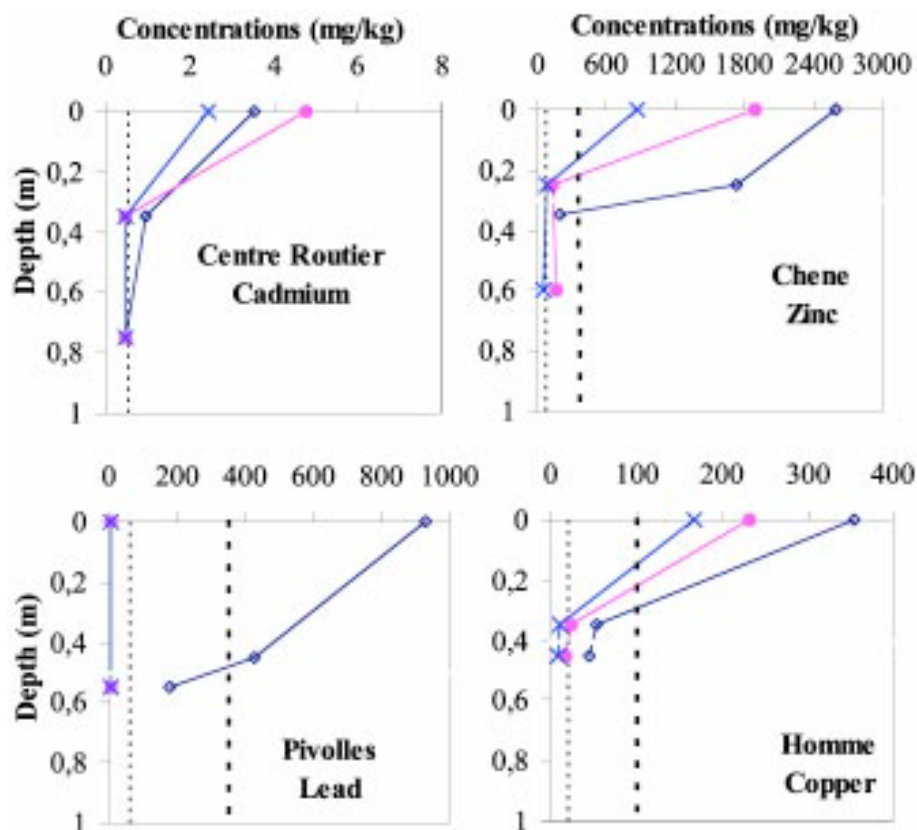 Concentrations (mg/kg)
0 2 4 6 8
0
0,2
0,4
0,6
0,8
1
Depth (m)
Centre Routier
Cadmium
Concentrations (mg/kg)
0 600 1200 1800 2400 3000
0
0,2
0,4
0,6
0,8
1
Chene
Zinc
0 200 400 600 800 1000
0
0,2
0,4
0,6
0,8
1
Depth (m)
Pivolles
Lead
0 100 200 300 400
0
0,2
0,4
0,6
0,8
1
Homme
Copper